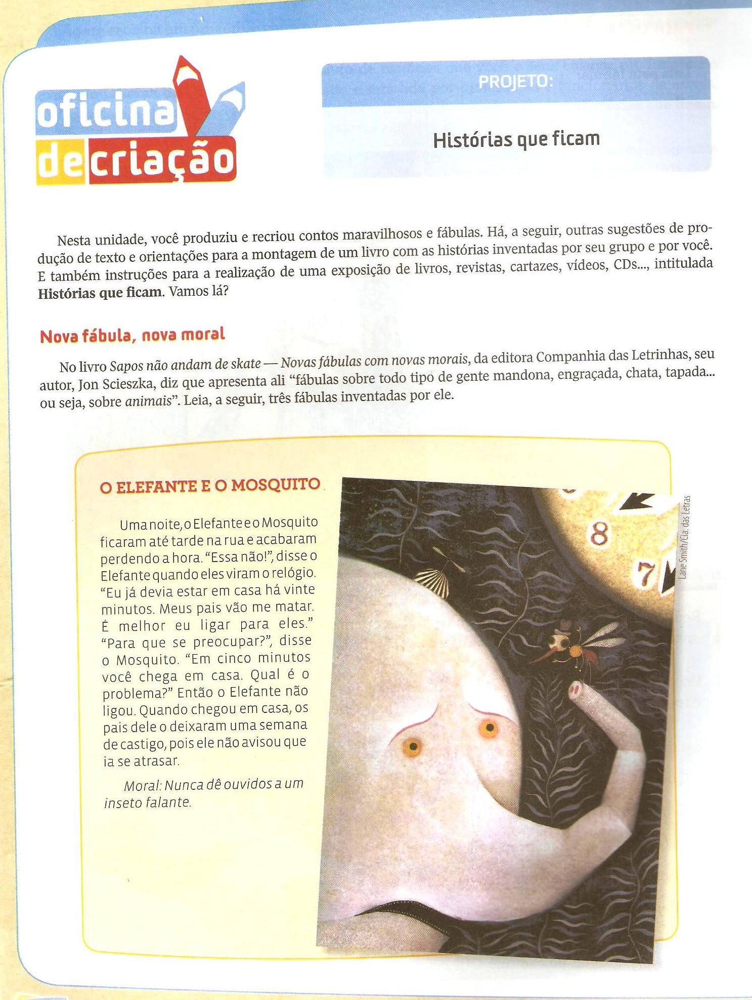 oficina
de criação
PROJETO:
Histórias que ficam
Nesta unidade, você produziu e recriou contos maravilhosos e fábulas. Há, a seguir, outras sugestões de pro-
dução de texto e orientações para a montagem de um livro com as histórias inventadas por seu grupo e por você.
E também instruções para a realização de uma exposição de livros, revistas, cartazes, vídeos, CDs..., intitulada
Histórias que ficam. Vamos lá?
Nova fábula, nova moral
No livro Sapos não andam de skate — Novas fábulas com novas morais, da editora Companhia das Letrinhas, seu
autor, Jon Scieszka, diz que apresenta ali “fábulas sobre todo tipo de gente mandona, engraçada, chata, tapada...
ou seja, sobre animais”. Leia, a seguir, três fábulas inventadas por ele.
O ELEFANTE E O MOSQUITO
Uma noite, o Elefante e o Mosquito
ficaram até tarde na rua e acabaram
perdendo a hora. “Essa não!”, disse o
Elefante quando eles viram o relógio.
“Eu já devia estar em casa há vinte
minutos. Meus pais vão me matar.
É melhor eu ligar para eles.”
“Para que se preocupar?”, disse
o Mosquito. “Em cinco minutos
você chega em casa. Qual é o
problema?” Então o Elefante não
ligou. Quando chegou em casa, os
pais dele o deixaram uma semana
de castigo, pois ele não avisou que
ia se atrasar.
Moral: Nunca dê ouvidos a um
inseto falante.
8
7
Lane Smith/Cia. das Letras